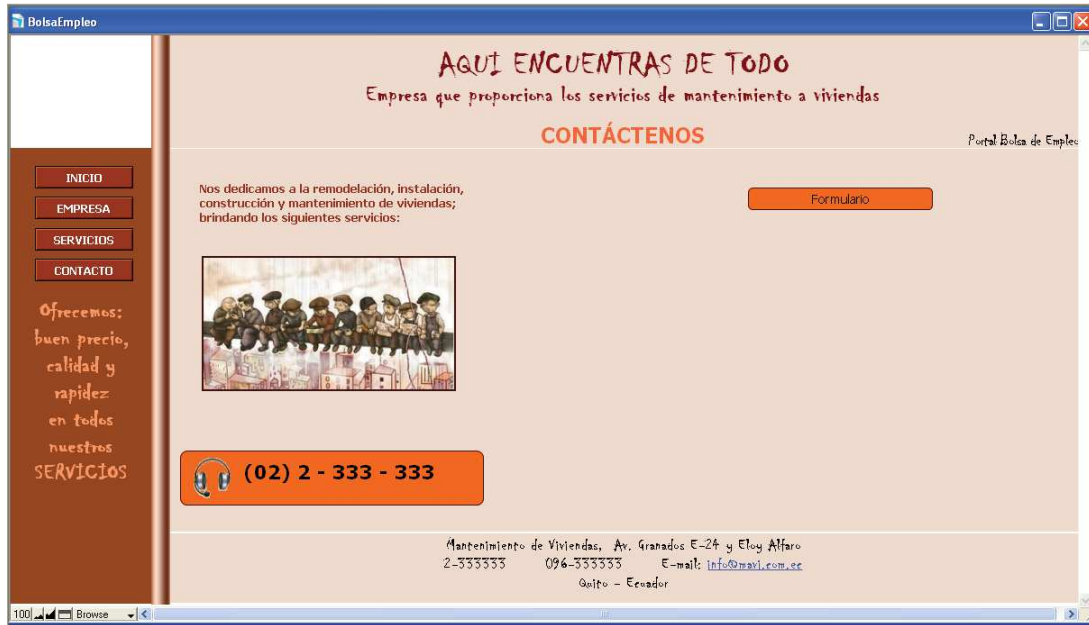 BolsaEmpleo
AQUI ENCUENTRAS DE TODO
Empresa que proporciona los servicios de mantenimiento a viviendas
CONTÁCTENOS
Portal Bolsa de Empleo
INICIO
EMPRESA
SERVICIOS
CONTACTO
Ofrecemos:
buen precio,
calidad y
rapidez
en todos
nuestros
SERVICIOS
Nos dedicamos a la remodelación, instalación,
construcción y mantenimiento de viviendas;
brindando los siguientes servicios:
Formulario
(02) 2 - 333 - 333
Mantenimiento de Viviendas, Av. Granados E-24 y Eloy Alfaro
2-333333 096-333333 E-mail: info@mavi.com.ec
Quito - Ecuador
100 Browse